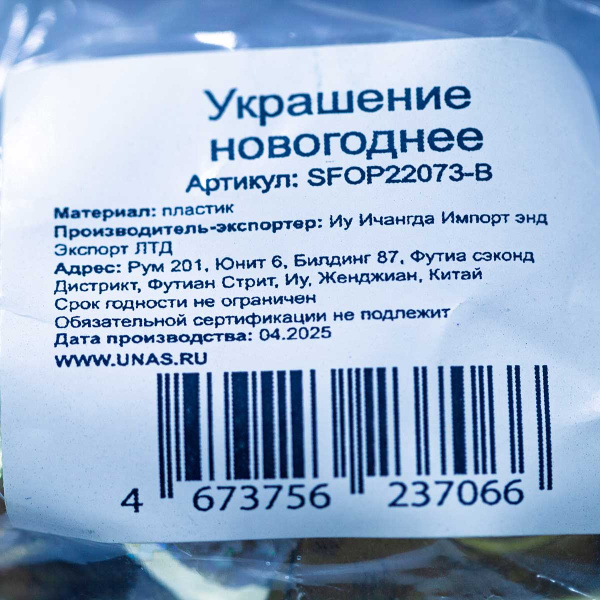 Украшение
новогоднее
Артикул: SFOP22073-B
Материал: пластик
Производитель-экспортер: Иу Ичангда Импорт энд
Экспорт ЛТД
Адрес: Рум 201, Юнит 6, Билдинг 87, Футиа сэконд
Дистрикт, Футиан Стрит, Иу, Женджиан, Китай
Срок годности не ограничен
Обязательной сертификации не подлежит
Дата производства: 04.2025
WWW.UNAS.RU
4 673756 237066